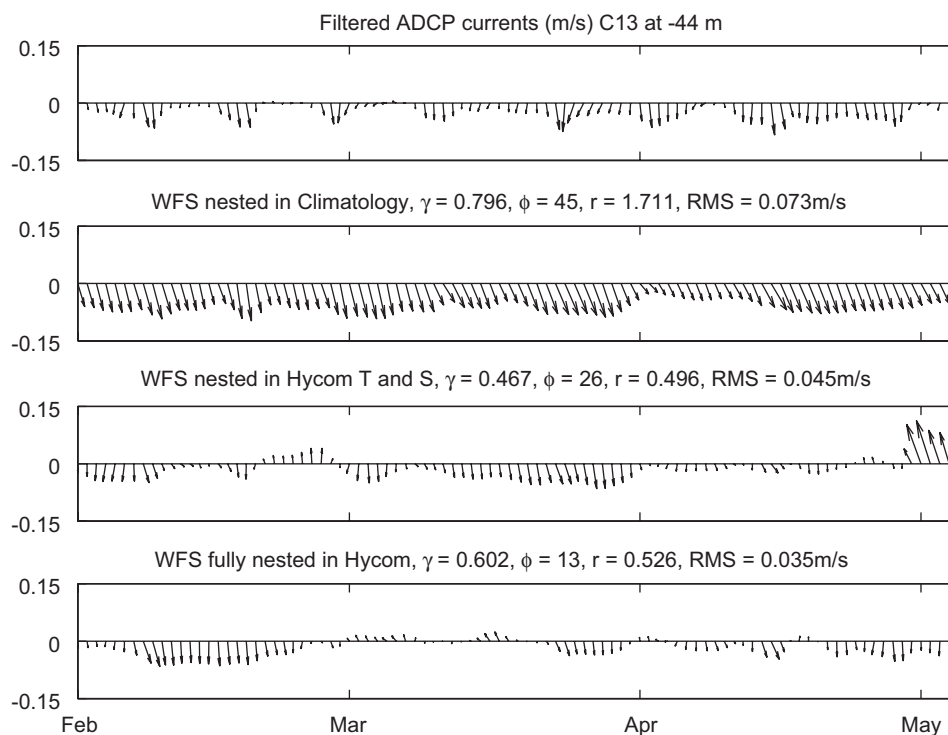 Filtered ADCP currents (m/s) C13 at -44 m
0.15
0
-0.15
WFS nested in Climatology, γ = 0.796, ϕ = 45, r = 1.711, RMS = 0.073m/s
0.15
0
-0.15
WFS nested in Hycom T and S, γ = 0.467, ϕ = 26, r = 0.496, RMS = 0.045m/s
0.15
0
-0.15
WFS fully nested in Hycom, γ = 0.602, ϕ = 13, r = 0.526, RMS = 0.035m/s
0.15
0
-0.15
Feb Mar Apr May